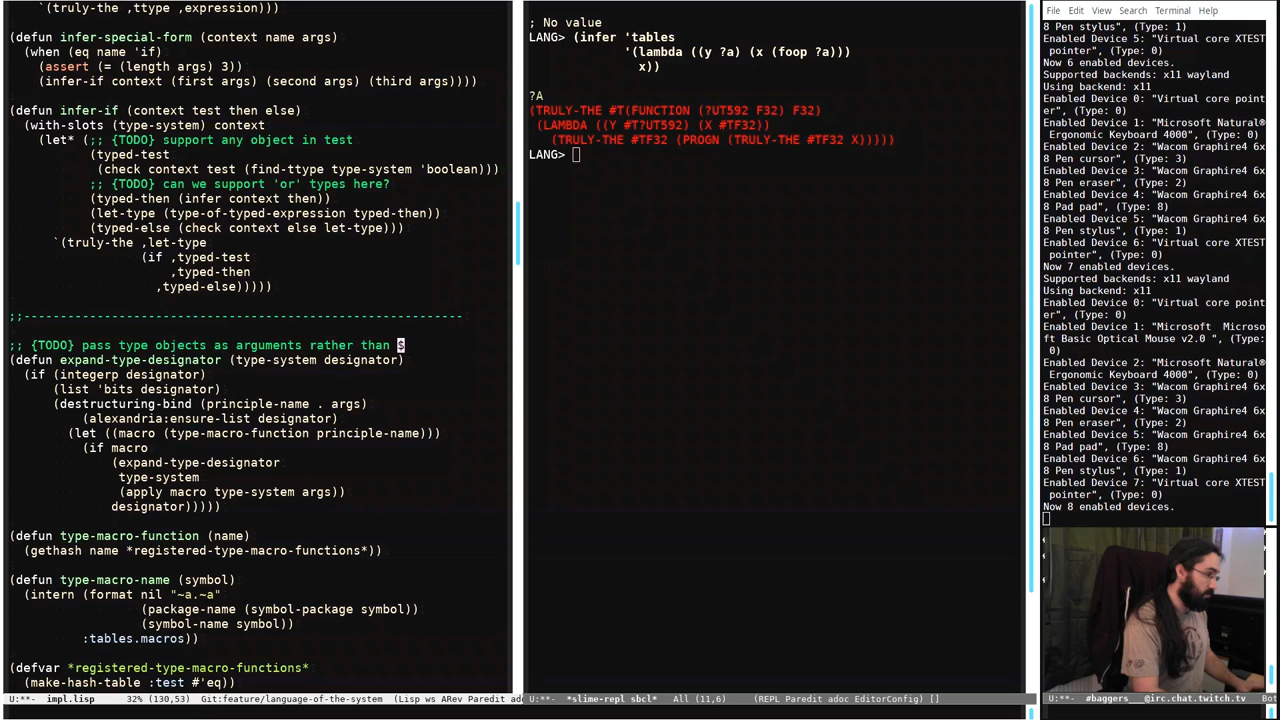 `(truly-the ,ttype ,expression)))
(defun infer-special-form (context name args)
(when (eq name 'if)
(assert (= (length args) 3))
(infer-if context (first args) (second args) (third args))))
(defun infer-if (context test then else)
(with-slots (type-system) context
(let* (;; {TODO} support any object in test
(typed-test
(check context test (find-ttype type-system 'boolean)))
;; {TODO} can we support 'or' types here?
(typed-then (infer context then))
(let-type (type-of-typed-expression typed-then))
(typed-else (check context else let-type)))
`(truly-the ,let-type
(if ,typed-test
,typed-then
,typed-else)))))
;;------------------------------------------------------------
;; {TODO} pass type objects as arguments rather than $
(defun expand-type-designator (type-system designator)
(if (integerp designator)
(list 'bits designator)
(destructuring-bind (principle-name . args)
(alexandria:ensure-list designator)
(let ((macro (type-macro-function principle-name)))
(if macro
(expand-type-designator
type-system
(apply macro type-system args))
designator)))))
(defun type-macro-function (name)
(gethash name *registered-type-macro-functions*))
(defun type-macro-name (symbol)
(intern (format nil "~a.~a"
(package-name (symbol-package symbol))
(symbol-name symbol))
:tables.macros))
(defvar *registered-type-macro-functions*
(make-hash-table :test #'eq))
U:**- impl.lisp 32% (130,53) Git:feature/language-of-the-system (Lisp ws ARev Paredit ad
; No value
LANG> (infer 'tables
'(lambda ((y ?a) (x (foop ?a)))
x))
?A
(TRULY-THE #T(FUNCTION (?UT592 F32) F32)
(LAMBDA ((Y #T?UT592) (X #TF32))
(TRULY-THE #TF32 (PROGN (TRULY-THE #TF32 X)))))
LANG>
U:**- *slime-repl sbcl* All (11,6) (REPL Paredit adoc EditorConfig) []
File Edit View Search Terminal Help
8 Pen stylus", (Type: 1)
Enabled Device 5: "Virtual core XTEST
pointer", (Type: 0)
Now 6 enabled devices.
Supported backends: x11 wayland
Using backend: x11
Enabled Device 0: "Virtual core point
er", (Type: 0)
Enabled Device 1: "Microsoft Natural®
Ergonomic Keyboard 4000", (Type: 0)
Enabled Device 2: "Wacom Graphire4 6x
8 Pen cursor", (Type: 3)
Enabled Device 3: "Wacom Graphire4 6x
8 Pen eraser", (Type: 2)
Enabled Device 4: "Wacom Graphire4 6x
8 Pad pad", (Type: 8)
Enabled Device 5: "Wacom Graphire4 6x
8 Pen stylus", (Type: 1)
Enabled Device 6: "Virtual core XTEST
pointer", (Type: 0)
Now 7 enabled devices.
Supported backends: x11 wayland
Using backend: x11
Enabled Device 0: "Virtual core point
er", (Type: 0)
Enabled Device 1: "Microsoft  Microso
ft Basic Optical Mouse v2.0 ", (Type:
0)
Enabled Device 2: "Microsoft Natural®
Ergonomic Keyboard 4000", (Type: 0)
Enabled Device 3: "Wacom Graphire4 6x
8 Pen cursor", (Type: 3)
Enabled Device 4: "Wacom Graphire4 6x
8 Pen eraser", (Type: 2)
Enabled Device 5: "Wacom Graphire4 6x
8 Pad pad", (Type: 8)
Enabled Device 6: "Wacom Graphire4 6x
8 Pen stylus", (Type: 1)
Enabled Device 7: "Virtual core XTEST
pointer", (Type: 0)
Now 8 enabled devices.
U:**- #baggers__@irc.chat.twitch.tv Bot